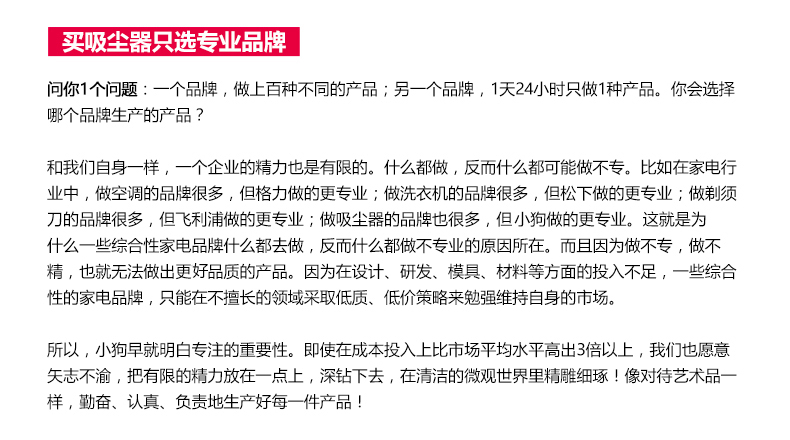 买吸尘器只选专业品牌
问你1个问题：一个品牌，做上百种不同的产品；另一个品牌，1天24小时只做1种产品。你会选择
哪个品牌生产的产品？
和我们自身一样，一个企业的精力也是有限的。什么都做，反而什么都可能做不专。比如在家电行
业中，做空调的品牌很多，但格力做的更专业；做洗衣机的品牌很多，但松下做的更专业；做剃须
刀的品牌很多，但飞利浦做的更专业；做吸尘器的品牌也很多，但小狗做的更专业。这就是为
什么一些综合性家电品牌什么都去做，反而什么都做不专业的原因所在。而且因为做不专，做不
精，也就无法做出更好品质的产品。因为在设计、研发、模具、材料等方面的投入不足，一些综合
性的家电品牌，只能在不擅长的领域采取低质、低价策略来勉强维持自身的市场。
所以，小狗早就明白专注的重要性。即使在成本投入上比市场平均水平高出3倍以上，我们也愿意
矢志不渝，把有限的精力放在一点上，深钻下去，在清洁的微观世界里精雕细琢！像对待艺术品一
样，勤奋、认真、负责地生产好每一件产品！